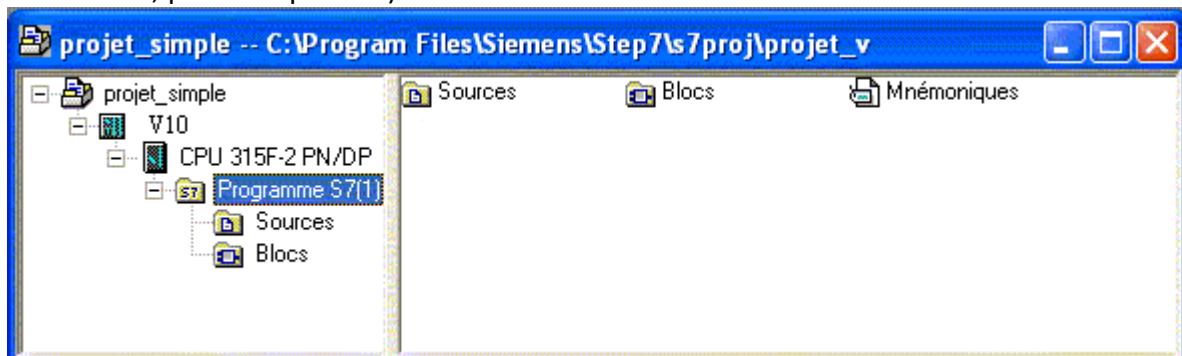 projet_simple -- C:\Program Files\Siemens\Step7\s7proj\projet_v
projet_simple
V10
CPU 315F-2 PN/DP
S7 Programme S7(1)
Sources
Blocs
Sources Blocs Mnémoniques